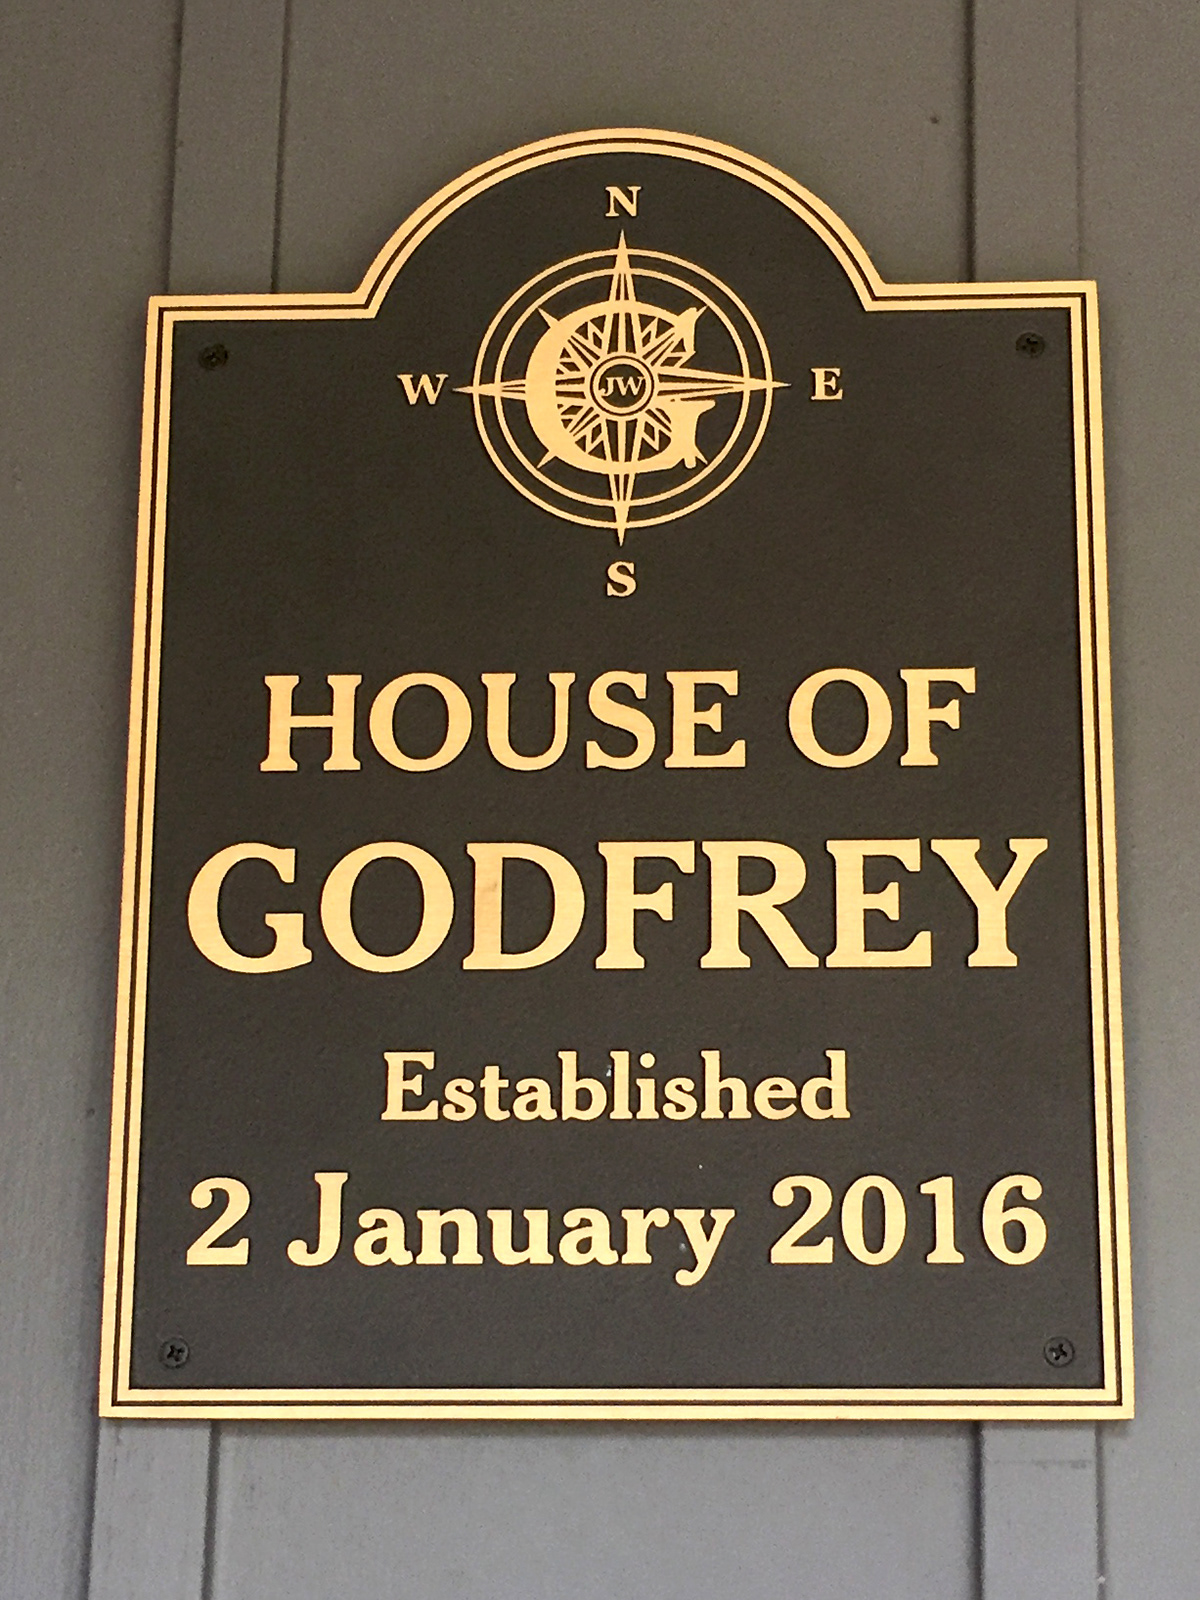 N
W G JW E
S
HOUSE OF
GODFREY
Established
2 January 2016